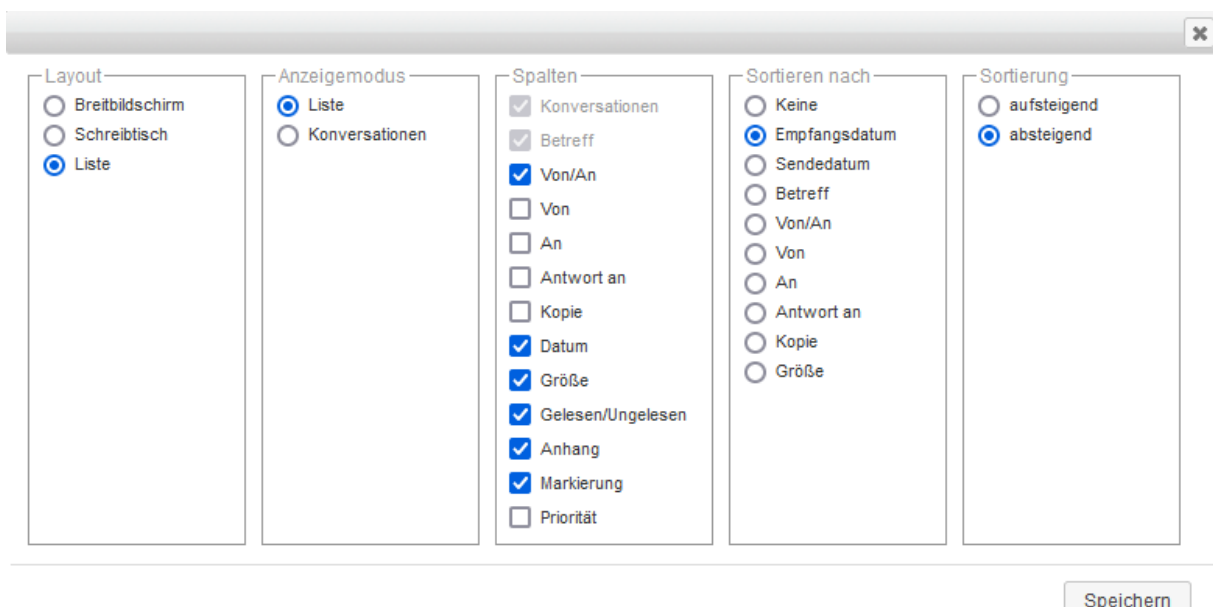 Layout
Breitbildschirm
Schreibtisch
Liste
Anzeigemodus
Liste
Konversationen
Spalten
Konversationen
Betreff
Von/An
Von
An
Antwort an
Kopie
Datum
Größe
Gelesen/Ungelesen
Anhang
Markierung
Priorität
Sortieren nach
Keine
Empfangsdatum
Sendedatum
Betreff
Von/An
Von
An
Antwort an
Kopie
Größe
Sortierung
aufsteigend
absteigend
Speichern